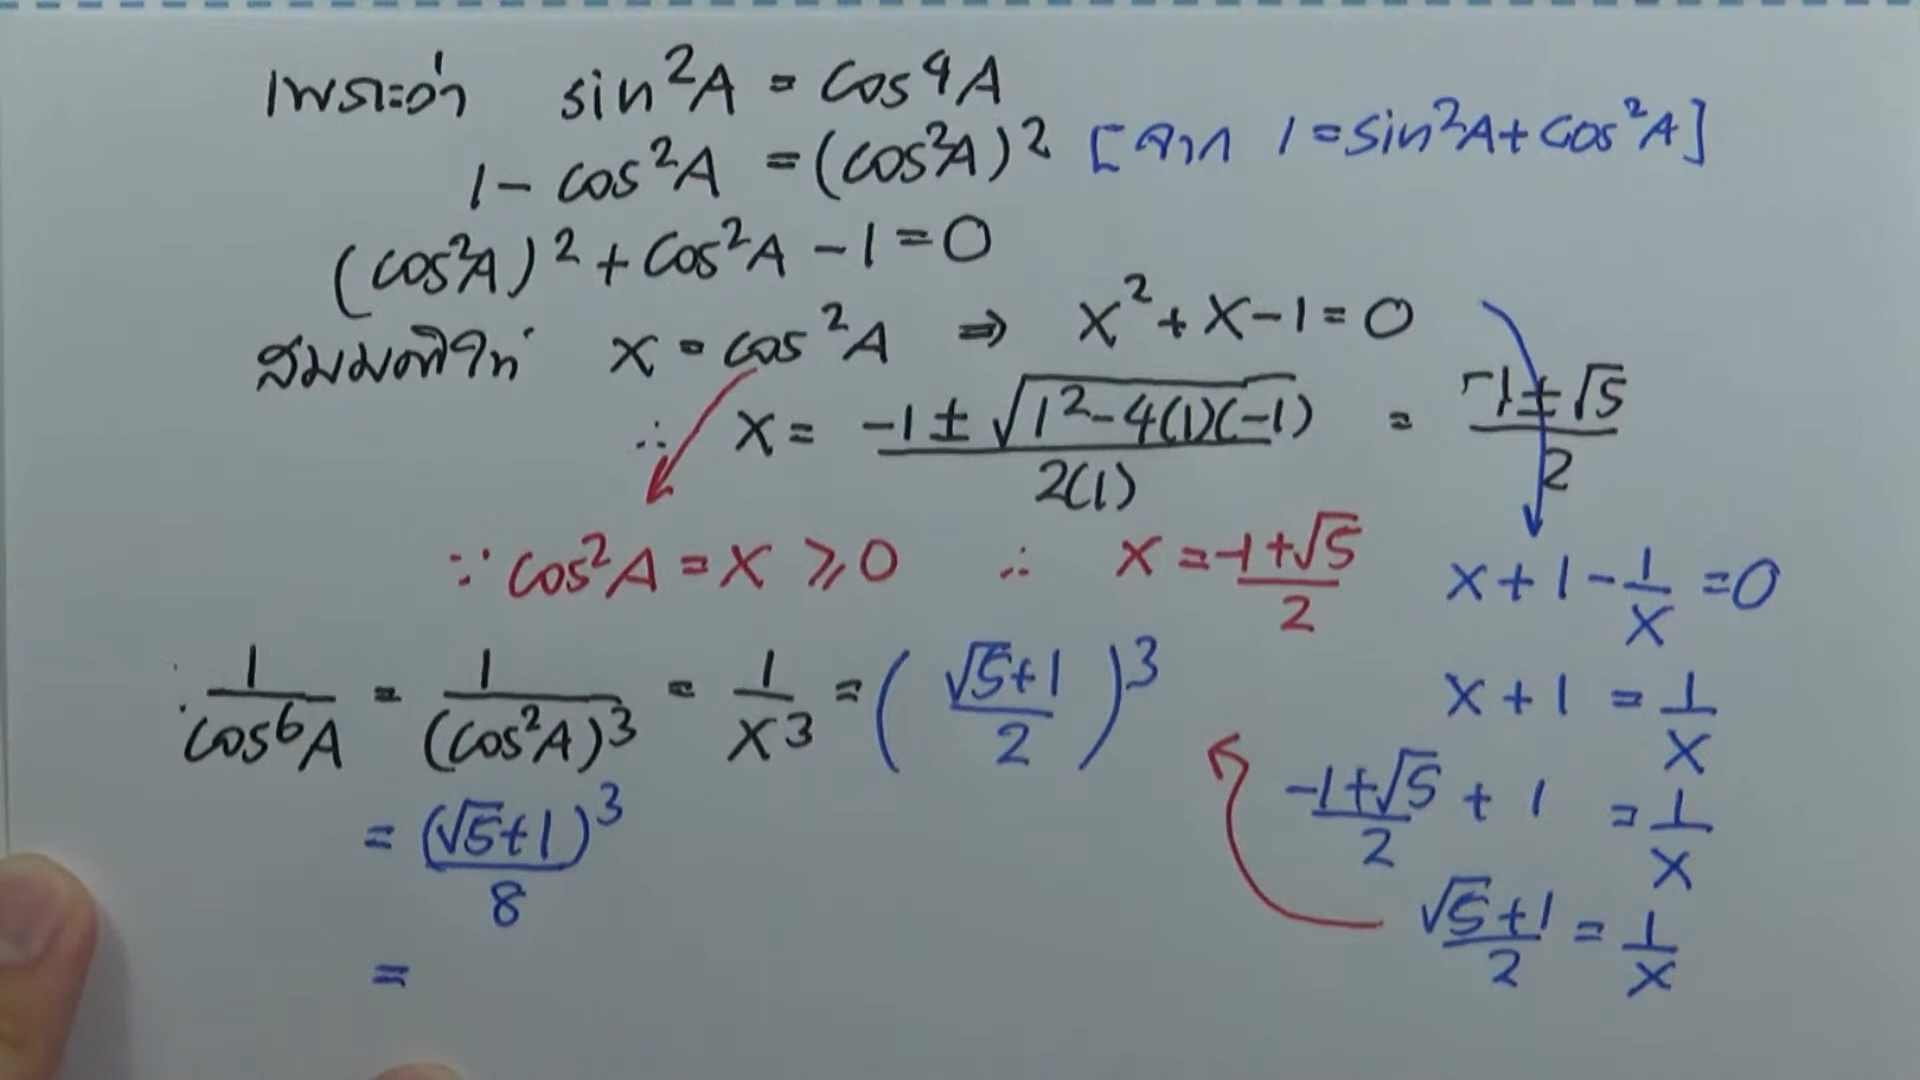 เพราะว่า sin²A = cos⁴A
1 - cos²A = (cos²A)² [จาก 1 = sin²A + cos²A]
(cos²A)² + cos²A - 1 = 0
สมมติให้ x = cos²A ⇒ x² + x - 1 = 0
∴ x = (-1 ± √(1² - 4(1)(-1)))/2(1) = (-1 ± √5)/2
∵ cos²A = x ≥ 0 ∴ x = (-1 + √5)/2
x + 1 - 1/x = 0
x + 1 = 1/x
(-1 + √5)/2 + 1 = 1/x
(√5 + 1)/2 = 1/x
∴ 1/cos⁶A = 1/(cos²A)³ = 1/x³ = ((√5 + 1)/2)³
= (√5 + 1)³/8
=